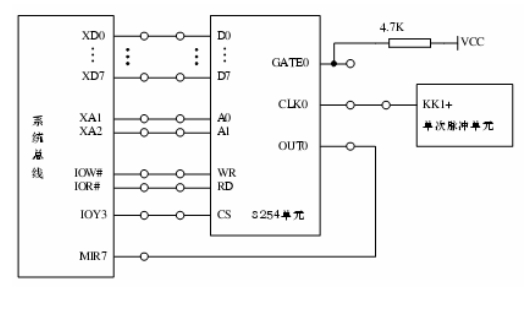 4.7K
VCC
XD0
D0
⋮
⋮
⋮
⋮
GATE0
XD7
D7
CLK0
KK1+
单次脉冲单元
XA1
A0
XA2
A1
系统总线
OUT0
IOW#
WR
IOR#
RD
IOY3
CS
8254单元
MIR7